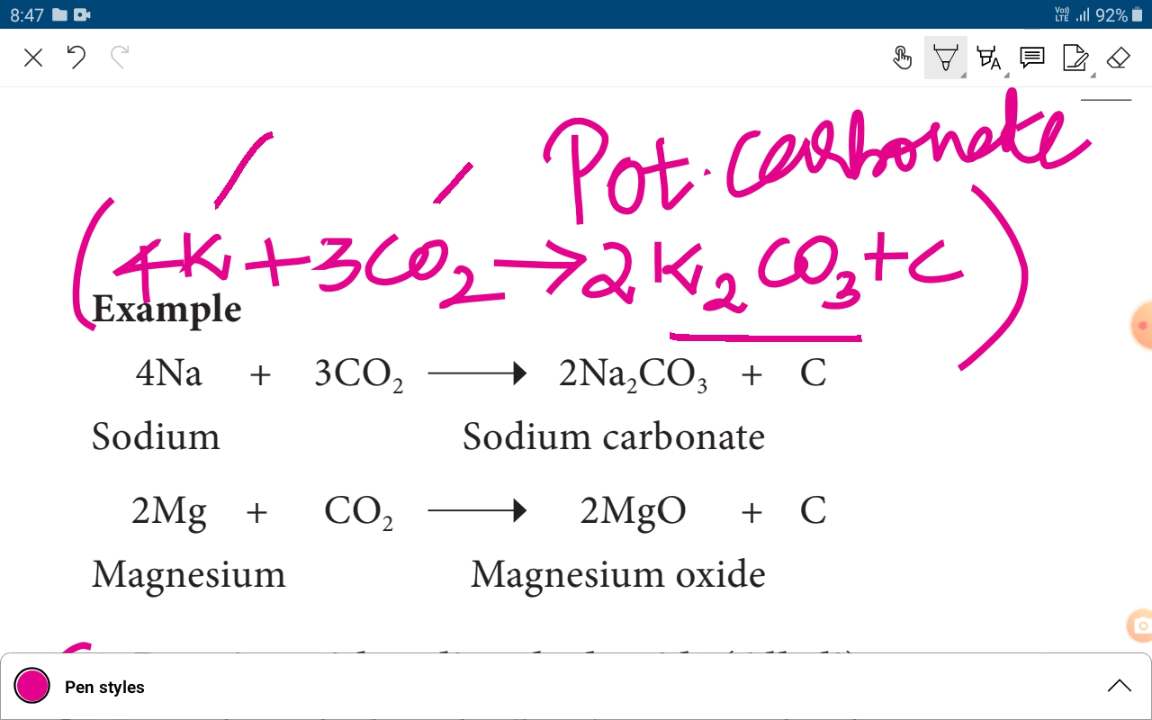 8:47 92%
Pot. carbonate
(4K + 3CO₂ → 2K₂CO₃ + C)
Example
4Na + 3CO₂ ⟶ 2Na₂CO₃ + C
Sodium Sodium carbonate
2Mg + CO₂ ⟶ 2MgO + C
Magnesium Magnesium oxide
Pen styles